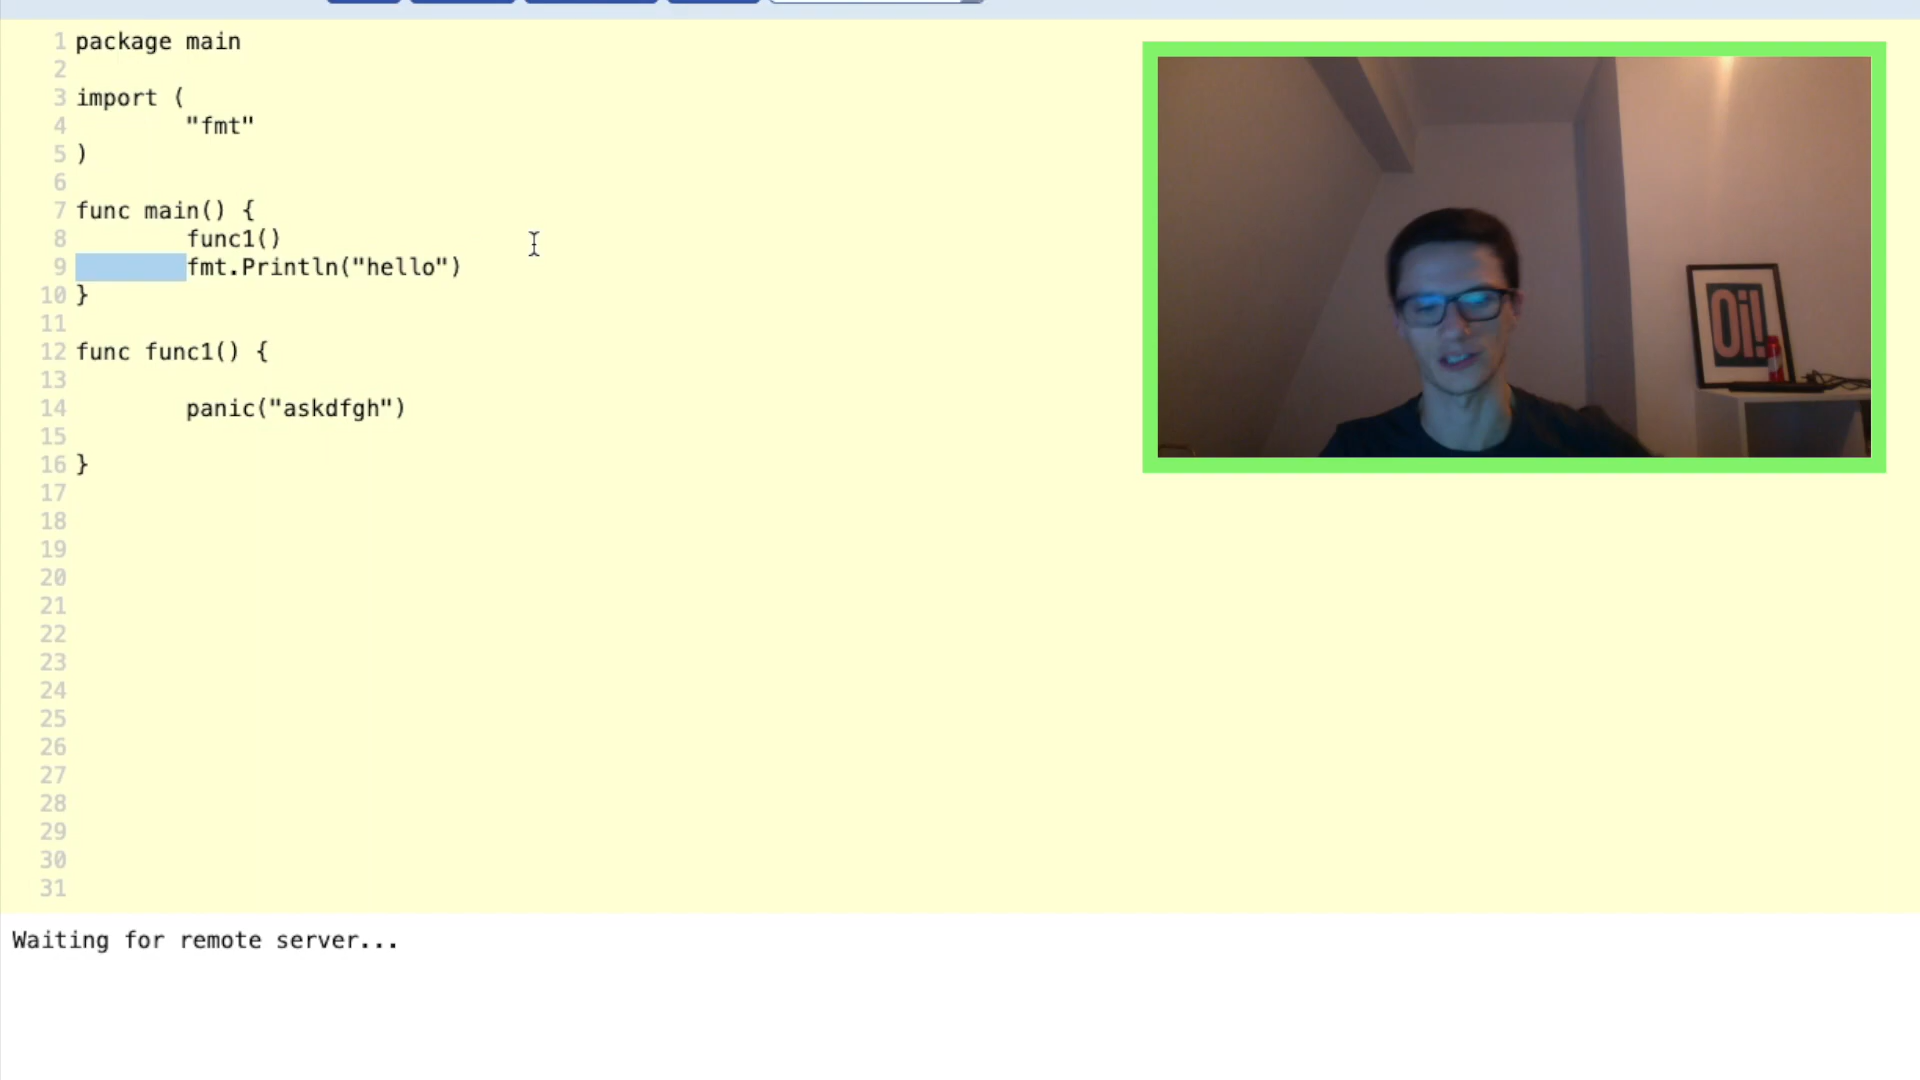 1 package main
2
3 import (
4 "fmt"
5 )
6
7 func main() {
8 func1()
9 fmt.Println("hello")
10 }
11
12 func func1() {
13
14 panic("askdfgh")
15
16 }
17
18
19
20
21
22
23
24
25
26
27
28
29
30
31
Oi!
Waiting for remote server...